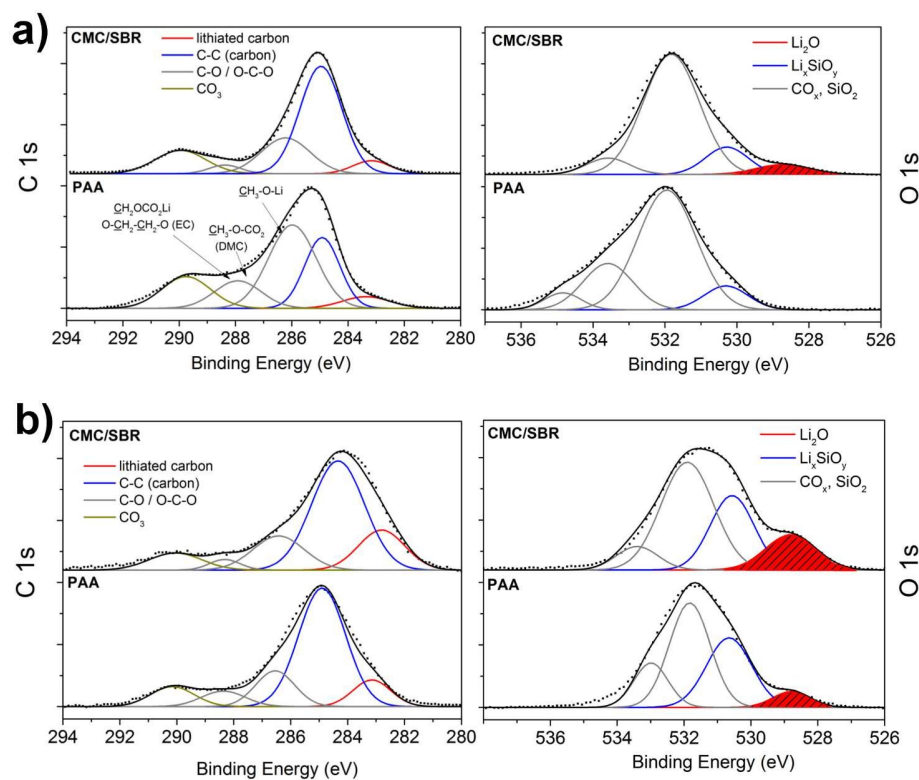 a)
CMC/SBR
lithiated carbon
C-C (carbon)
C-O / O-C-O
CO₃
C 1s
PAA
CH₂OCO₂Li
O-CH₂-CH₂-O (EC)
CH₃-O-CO₂
(DMC)
CH₃-O-Li
294 292 290 288 286 284 282 280
Binding Energy (eV)
CMC/SBR
Li₂O
LiₓSiOᵧ
COₓ, SiO₂
O 1s
PAA
536 534 532 530 528 526
Binding Energy (eV)
b)
CMC/SBR
lithiated carbon
C-C (carbon)
C-O / O-C-O
CO₃
C 1s
PAA
294 292 290 288 286 284 282 280
Binding Energy (eV)
CMC/SBR
Li₂O
LiₓSiOᵧ
COₓ, SiO₂
O 1s
PAA
536 534 532 530 528 526
Binding Energy (eV)